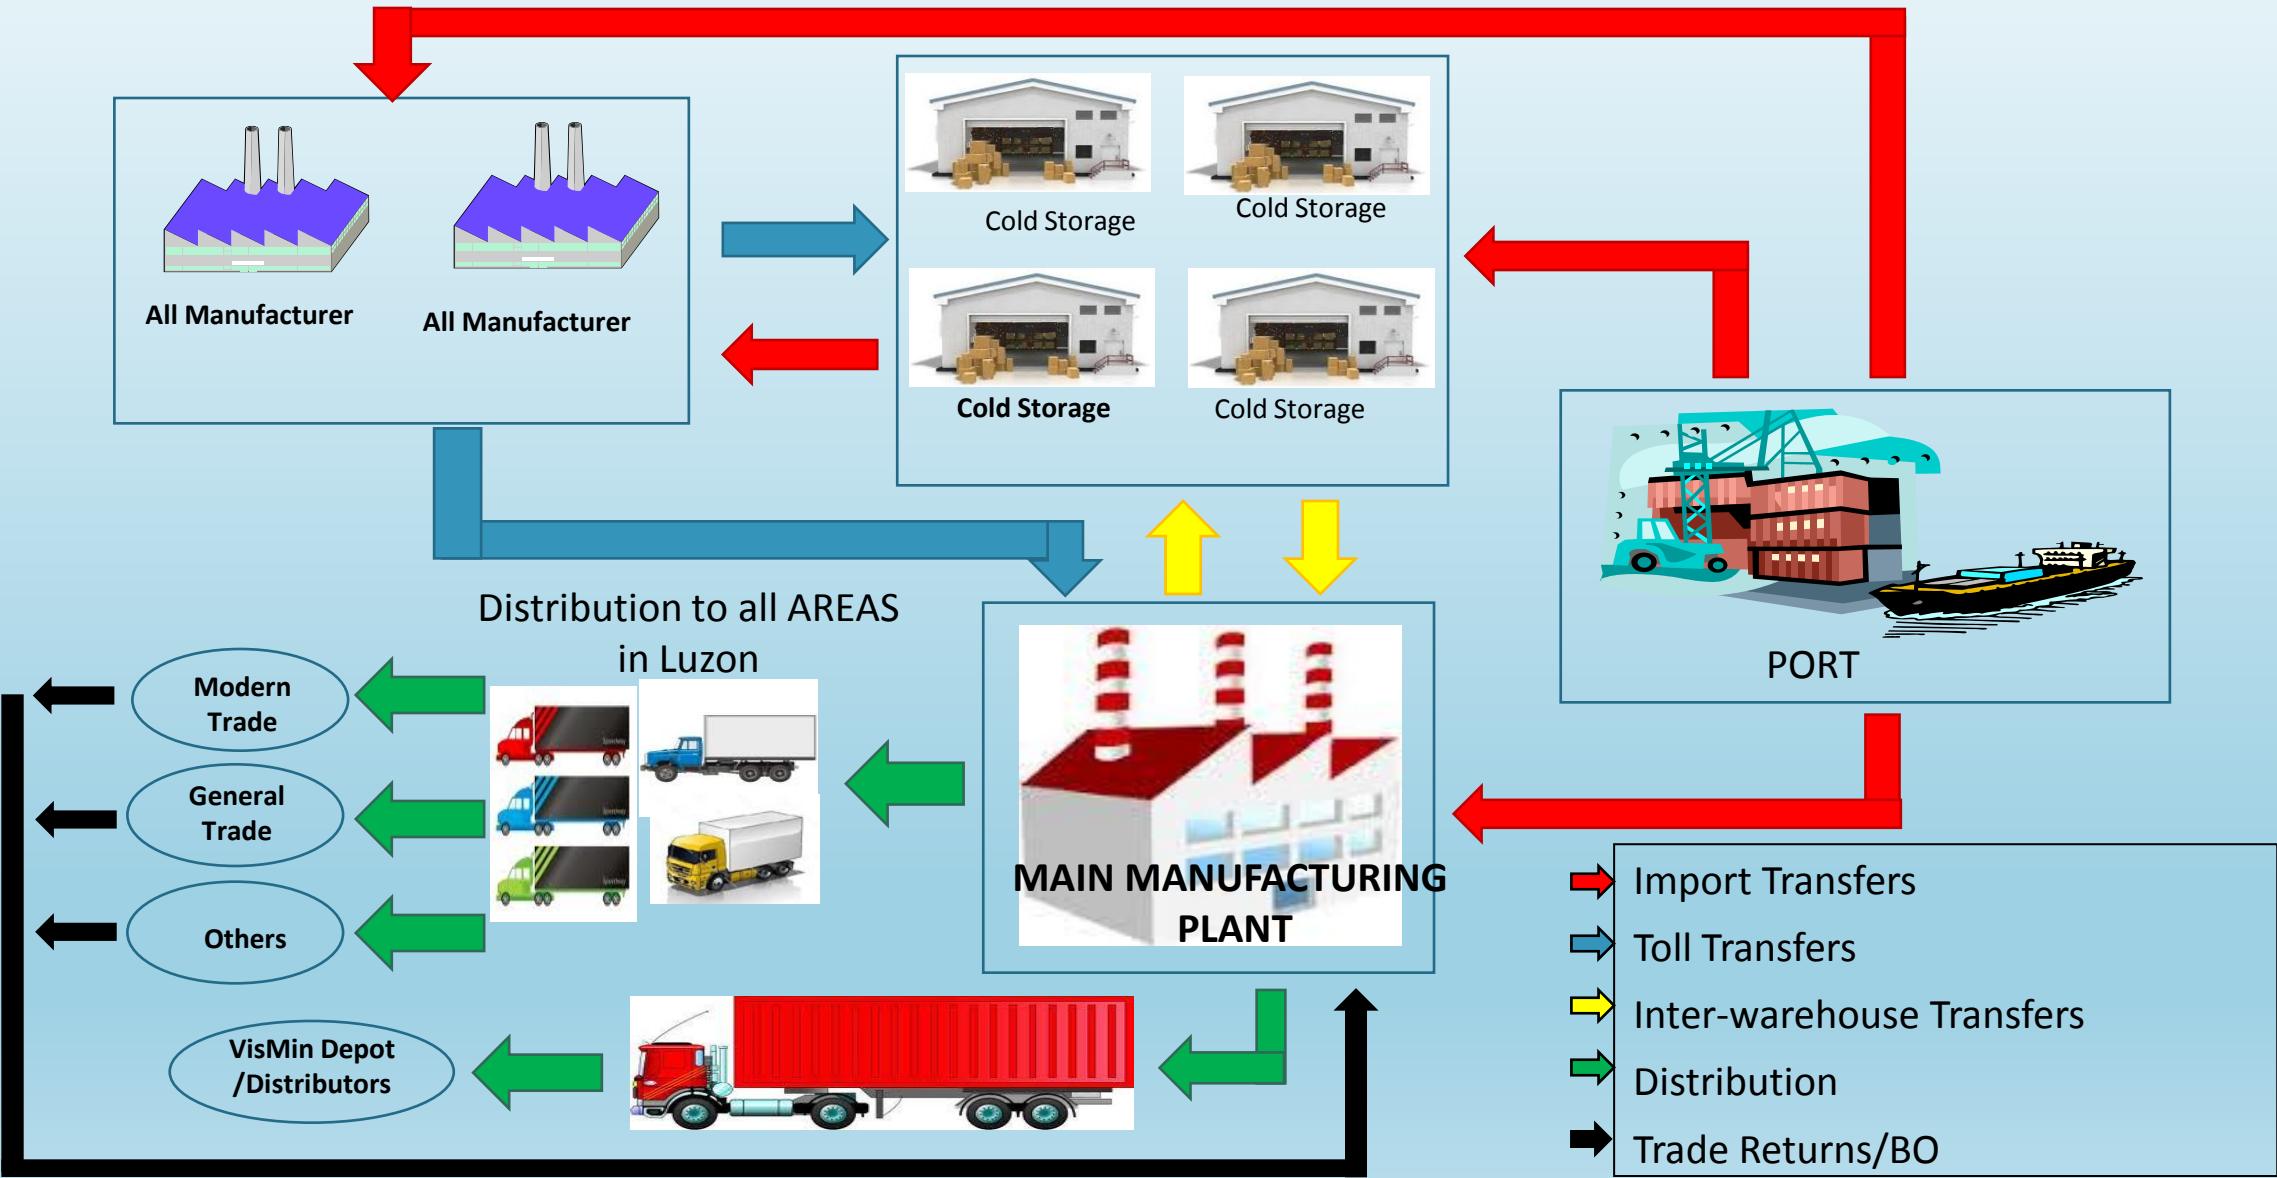 Cold Storage
Cold Storage
All Manufacturer
All Manufacturer
Cold Storage
Cold Storage
Distribution to all AREAS
in Luzon
PORT
Modern
Trade
General
Trade
Others
MAIN MANUFACTURING
PLANT
VisMin Depot
/Distributors
Import Transfers
Toll Transfers
Inter-warehouse Transfers
Distribution
Trade Returns/BO